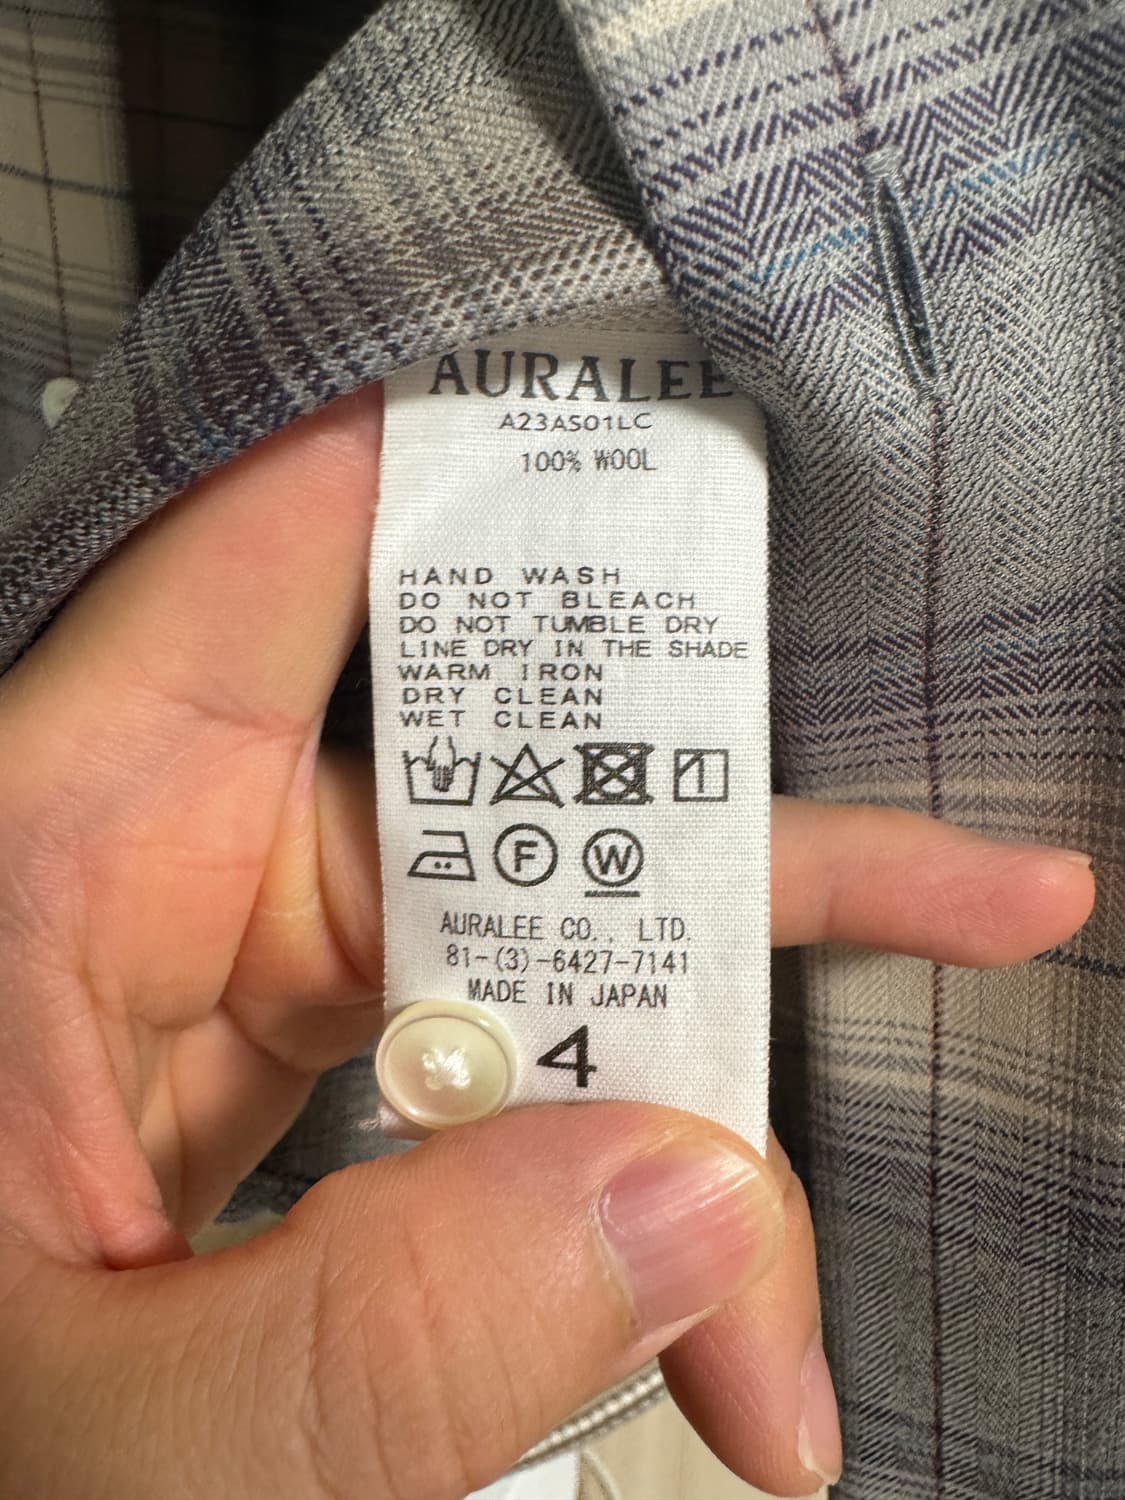 AURALEE
A23AS01LC
100% WOOL
HAND WASH
DO NOT BLEACH
DO NOT TUMBLE DRY
LINE DRY IN THE SHADE
WARM IRON
DRY CLEAN
WET CLEAN
F W
AURALEE CO., LTD.
81-(3)-6427-7141
MADE IN JAPAN
4